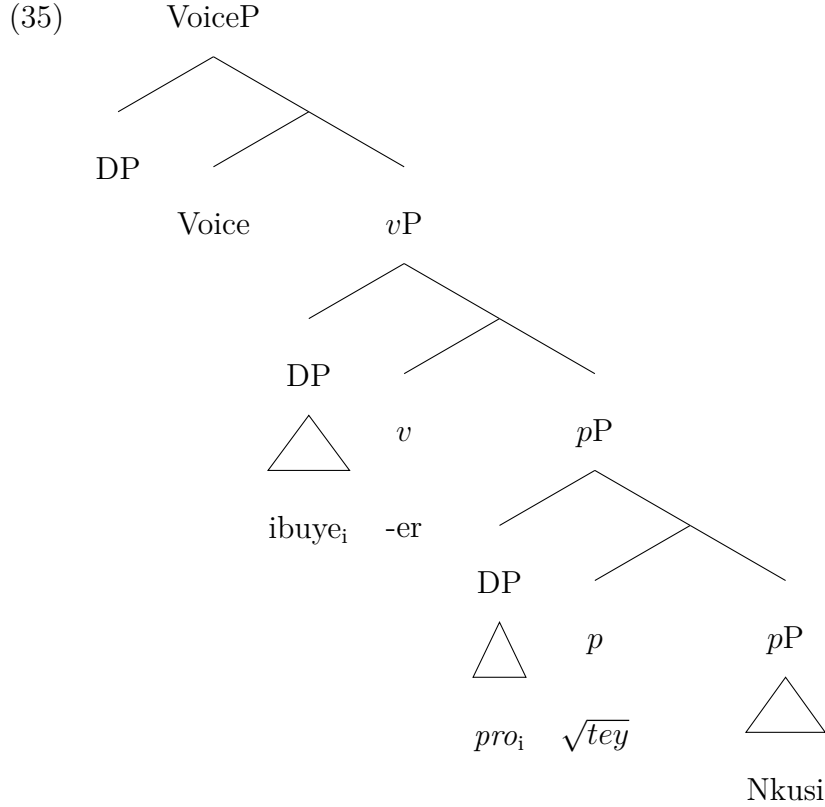 (35) VoiceP
DP
Voice vP
DP v pP
ibuyeᵢ -er
DP p pP
proᵢ √tey
Nkusi